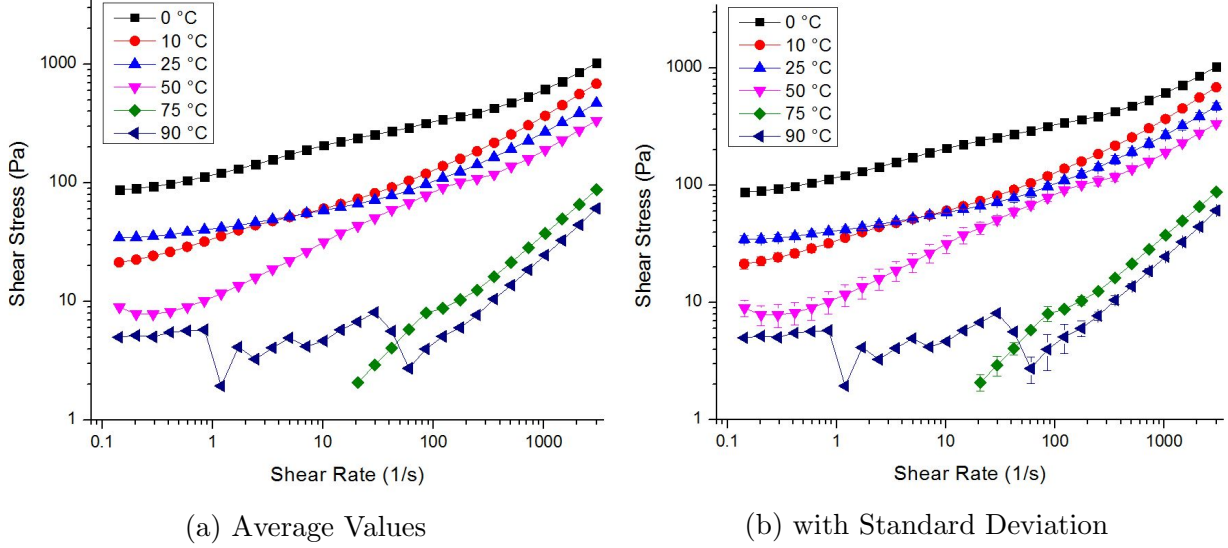 0 °C
10 °C
25 °C
50 °C
75 °C
90 °C
1000
100
10
1
Shear Stress (Pa)
0.1
1
10
100
1000
Shear Rate (1/s)
(a) Average Values
0 °C
10 °C
25 °C
50 °C
75 °C
90 °C
1000
100
10
1
Shear Stress (Pa)
0.1
1
10
100
1000
Shear Rate (1/s)
(b) with Standard Deviation